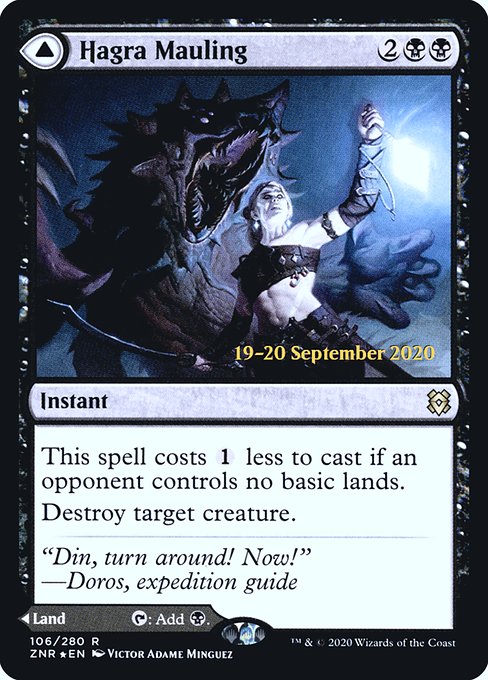 Hagra Mauling 2
19–20 September 2020
Instant
This spell costs 1 less to cast if an
opponent controls no basic lands.
Destroy target creature.
“Din, turn around! Now!”
—Doros, expedition guide
Land : Add .
106/280 R
ZNR ★ EN Victor Adame Minguez
™ & © 2020 Wizards of the Coast